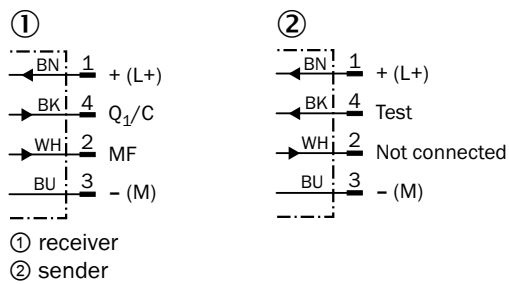 ① ②
BN 1 + (L+)
BK 4 Q1/C
WH 2 MF
BU 3 – (M)
BN 1 + (L+)
BK 4 Test
WH 2 Not connected
BU 3 – (M)
① receiver
② sender